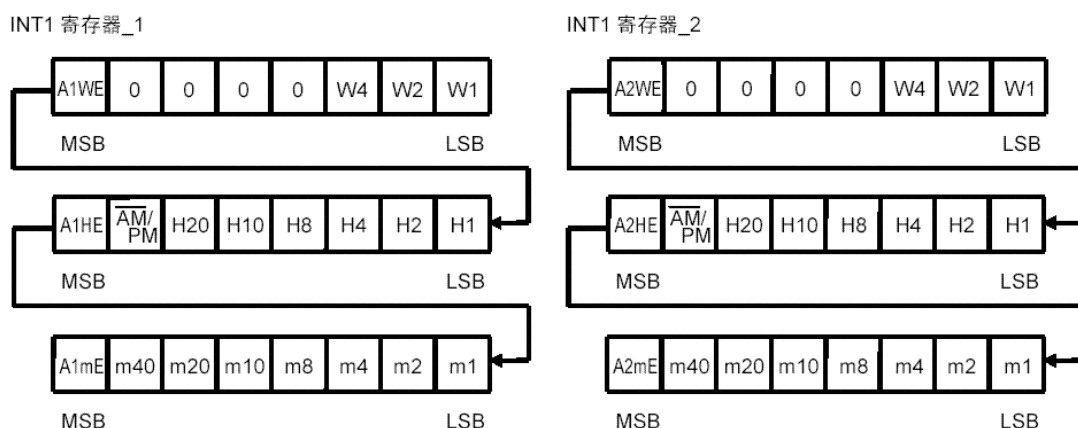 INT1 寄存器_1
A1WE 0 0 0 0 W4 W2 W1
MSB LSB
A1HE AM/PM H20 H10 H8 H4 H2 H1
MSB LSB
A1mE m40 m20 m10 m8 m4 m2 m1
MSB LSB
INT1 寄存器_2
A2WE 0 0 0 0 W4 W2 W1
MSB LSB
A2HE AM/PM H20 H10 H8 H4 H2 H1
MSB LSB
A2mE m40 m20 m10 m8 m4 m2 m1
MSB LSB